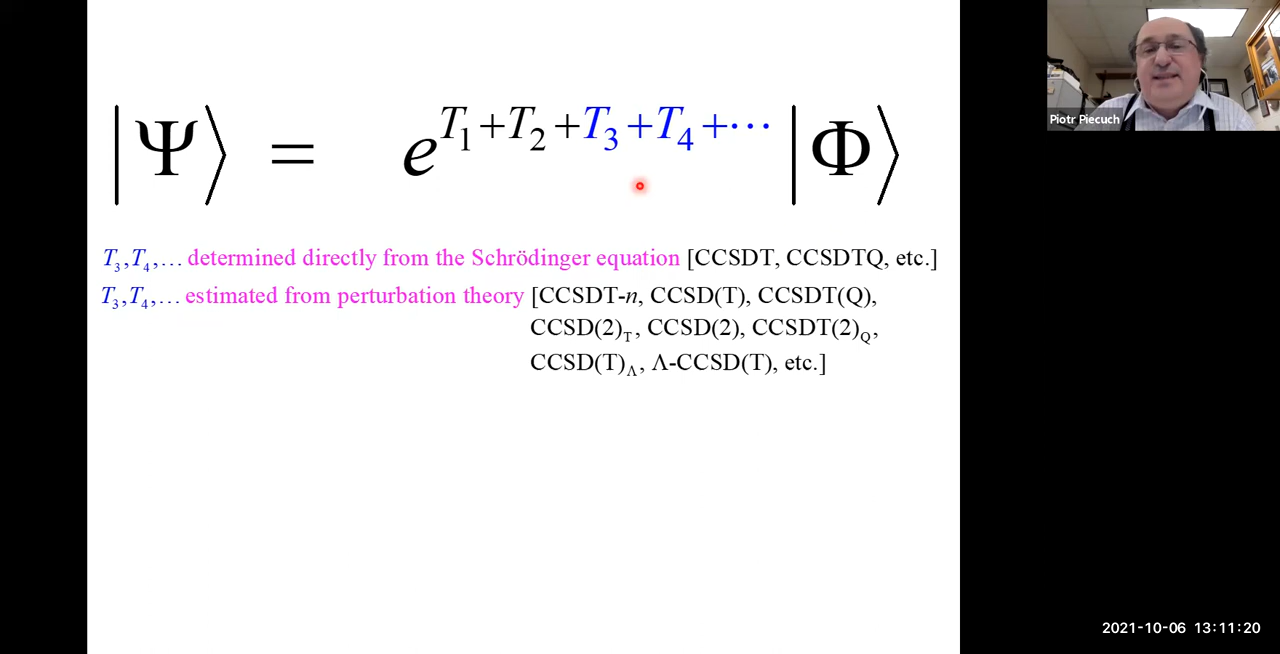 |Ψ⟩ = e^{T₁+T₂+T₃+T₄+⋯}|Φ⟩
T₃,T₄,… determined directly from the Schrödinger equation [CCSDT, CCSDTQ, etc.]
T₃,T₄,… estimated from perturbation theory [CCSDT-n, CCSD(T), CCSDT(Q),
CCSD(2)_T, CCSD(2), CCSDT(2)_Q,
CCSD(T)_Λ, Λ-CCSD(T), etc.]
Piotr Piecuch
2021-10-06 13:11:20